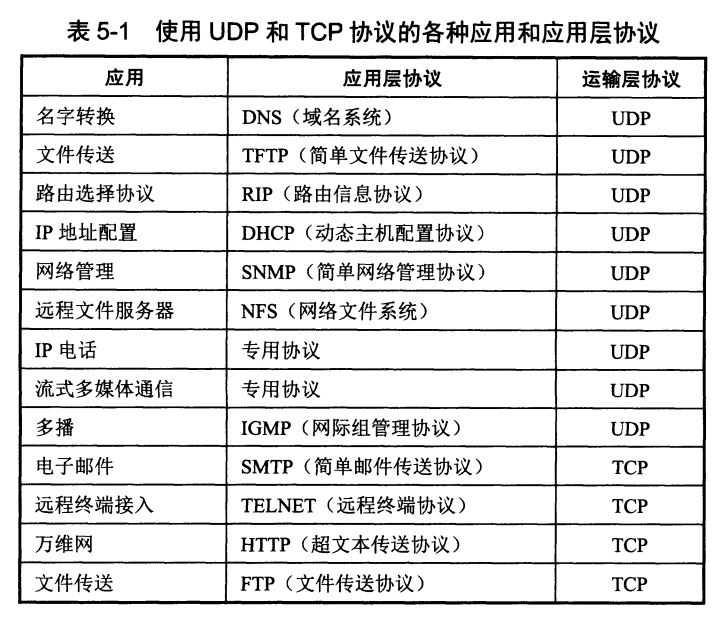 表 5-1 使用 UDP 和 TCP 协议的各种应用和应用层协议
应用 应用层协议 运输层协议
名字转换 DNS（域名系统） UDP
文件传送 TFTP（简单文件传送协议） UDP
路由选择协议 RIP（路由信息协议） UDP
IP 地址配置 DHCP（动态主机配置协议） UDP
网络管理 SNMP（简单网络管理协议） UDP
远程文件服务器 NFS（网络文件系统） UDP
IP 电话 专用协议 UDP
流式多媒体通信 专用协议 UDP
多播 IGMP（网际组管理协议） UDP
电子邮件 SMTP（简单邮件传送协议） TCP
远程终端接入 TELNET（远程终端协议） TCP
万维网 HTTP（超文本传送协议） TCP
文件传送 FTP（文件传送协议） TCP